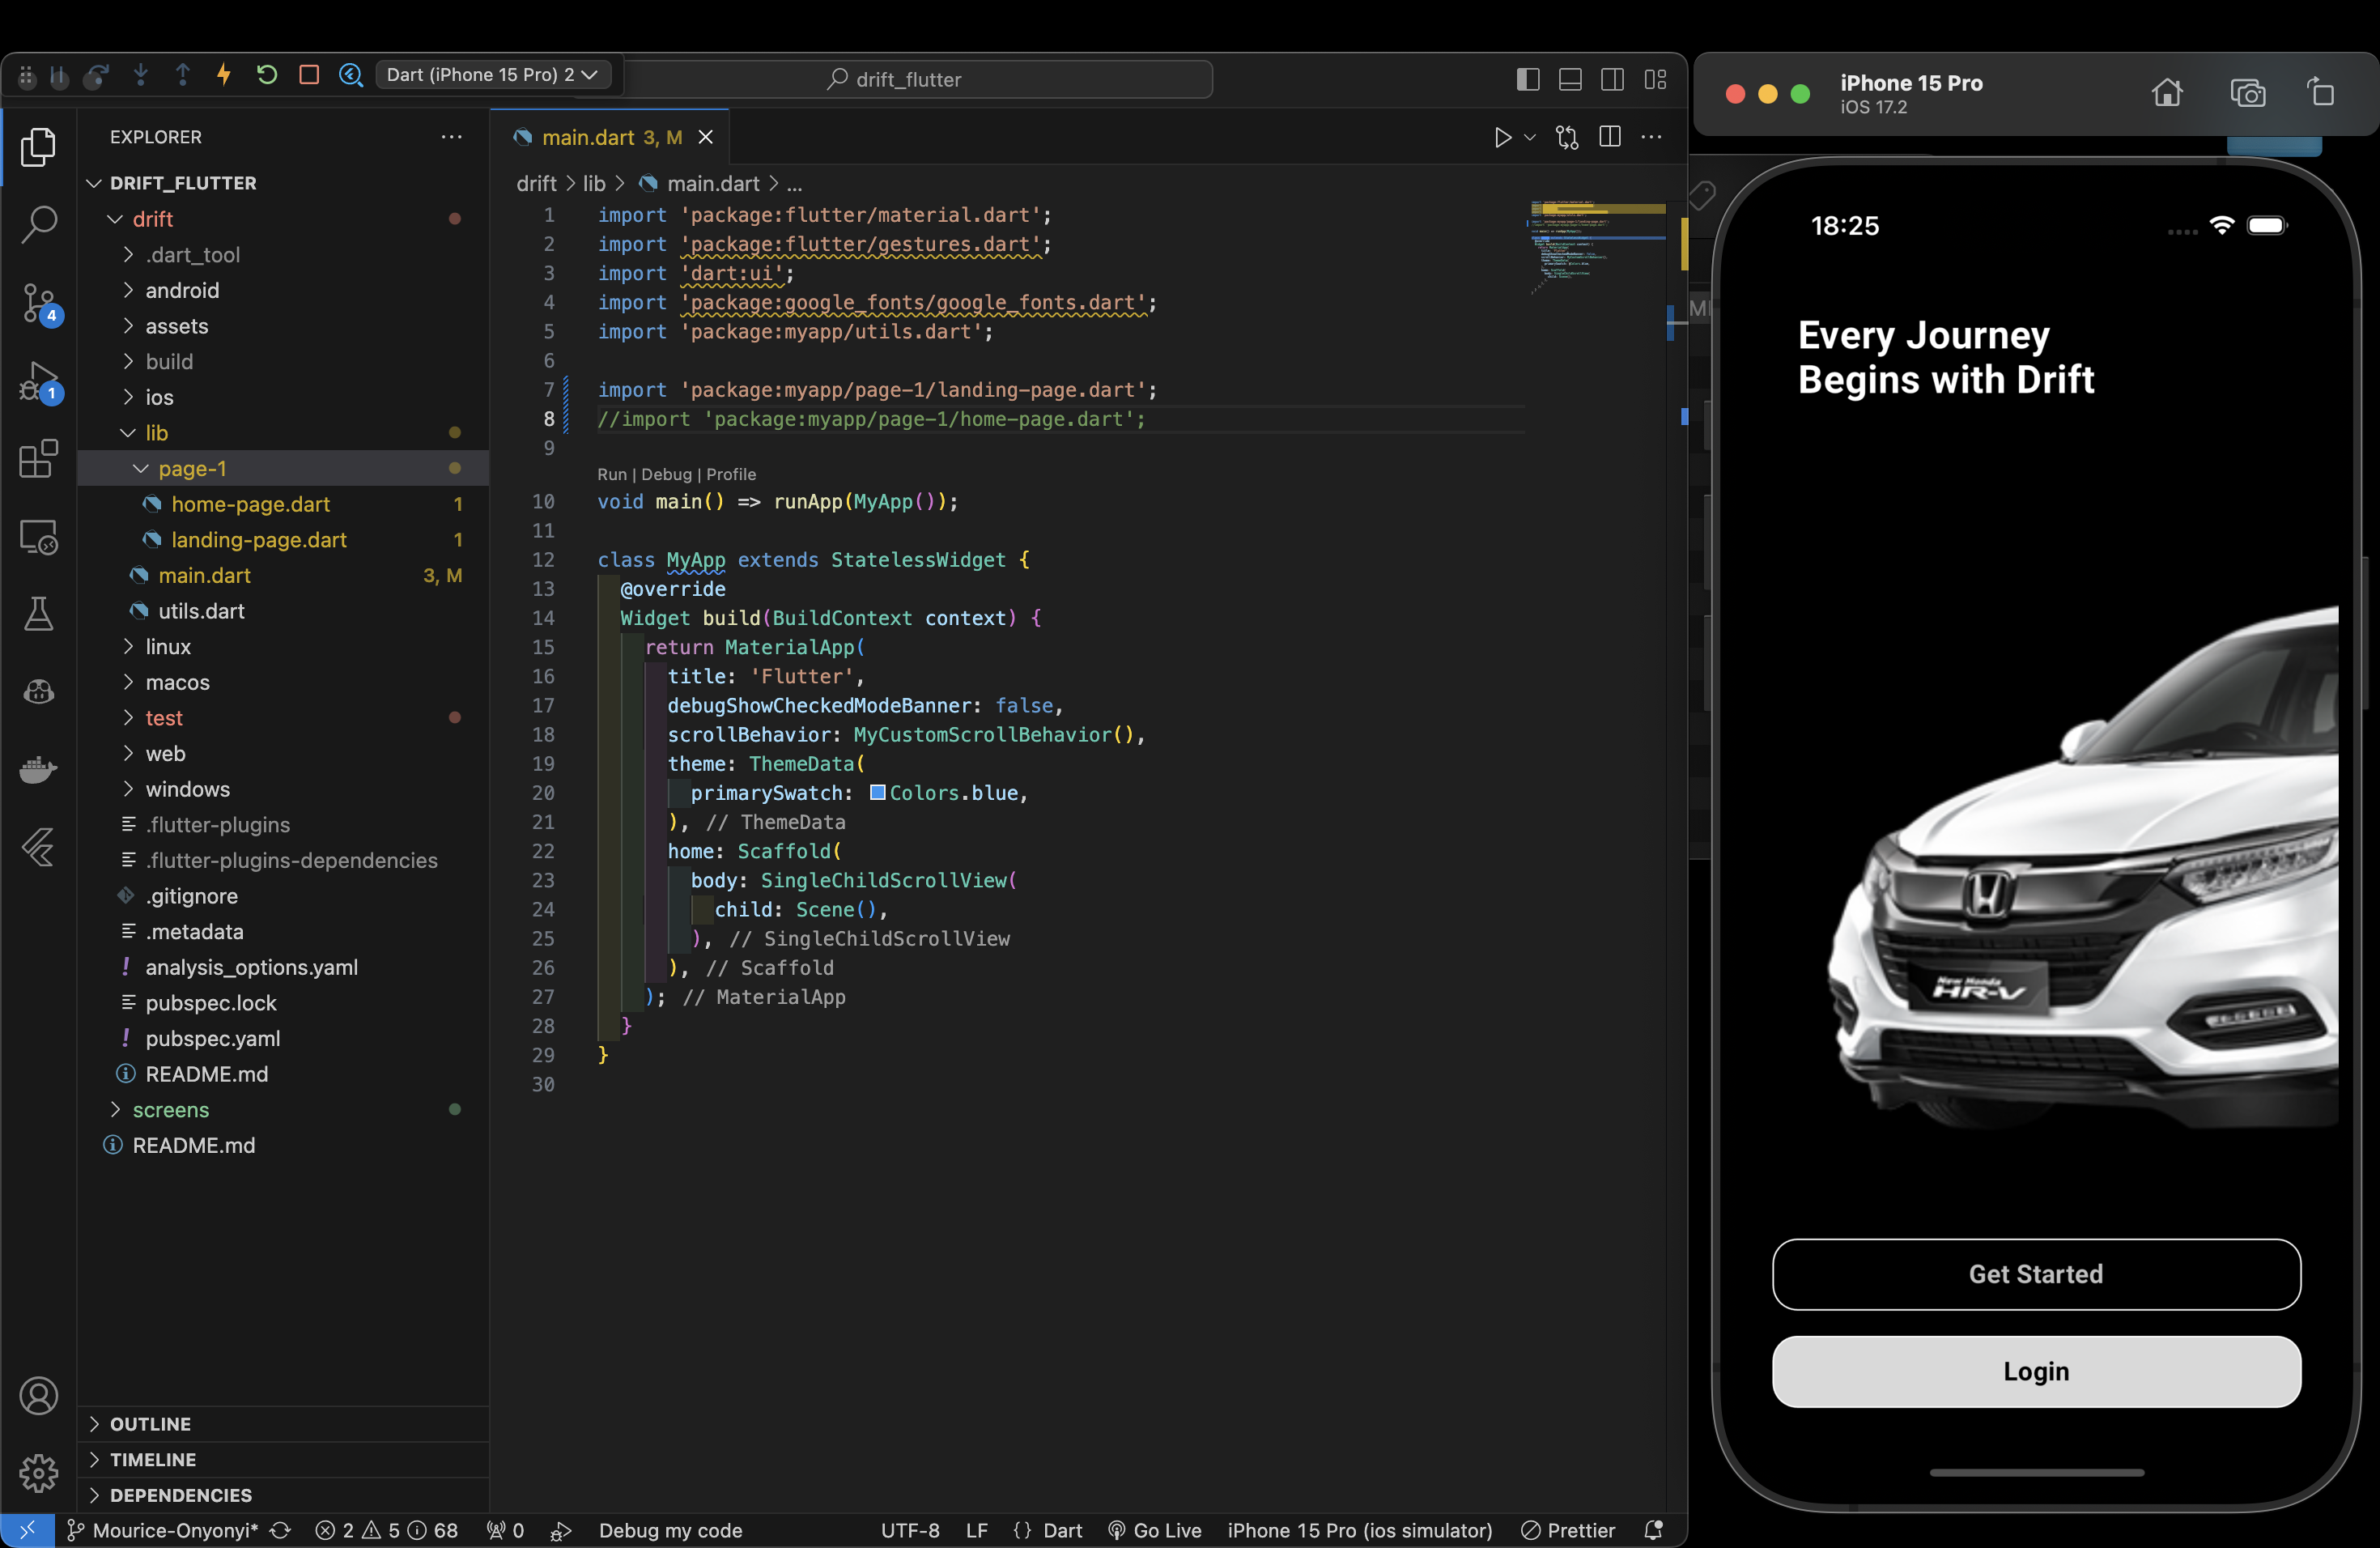 Dart (iPhone 15 Pro) 2
drift_flutter
EXPLORER
DRIFT_FLUTTER
drift
.dart_tool
android
assets
build
ios
lib
page-1
home-page.dart 1
landing-page.dart 1
main.dart 3, M
utils.dart
linux
macos
test
web
windows
.flutter-plugins
.flutter-plugins-dependencies
.gitignore
.metadata
analysis_options.yaml
pubspec.lock
pubspec.yaml
README.md
screens
README.md
OUTLINE
TIMELINE
DEPENDENCIES
4
1
main.dart 3, M
drift > lib > main.dart > ...
1 import 'package:flutter/material.dart';
2 import 'package:flutter/gestures.dart';
3 import 'dart:ui';
4 import 'package:google_fonts/google_fonts.dart';
5 import 'package:myapp/utils.dart';
6
7 import 'package:myapp/page-1/landing-page.dart';
8 //import 'package:myapp/page-1/home-page.dart';
9
Run | Debug | Profile
10 void main() => runApp(MyApp());
11
12 class MyApp extends StatelessWidget {
13 @override
14 Widget build(BuildContext context) {
15 return MaterialApp(
16 title: 'Flutter',
17 debugShowCheckedModeBanner: false,
18 scrollBehavior: MyCustomScrollBehavior(),
19 theme: ThemeData(
20 primarySwatch: Colors.blue,
21 ), // ThemeData
22 home: Scaffold(
23 body: SingleChildScrollView(
24 child: Scene(),
25 ), // SingleChildScrollView
26 ), // Scaffold
27 ); // MaterialApp
28 }
29 }
30
Mourice-Onyonyi* 2 5 68 0 Debug my code UTF-8 LF {} Dart Go Live iPhone 15 Pro (ios simulator) Prettier
iPhone 15 Pro
iOS 17.2
18:25
Every Journey
Begins with Drift
New Honda
HR-V
Get Started
Login